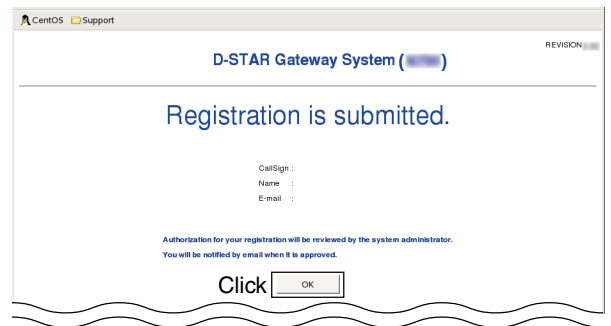 CentOS Support
REVISION
D-STAR Gateway System ( )
Registration is submitted.
CallSign :
Name :
E-mail :
Authorization for your registration will be reviewed by the system administrator.
You will be notified by email when it is approved.
Click OK